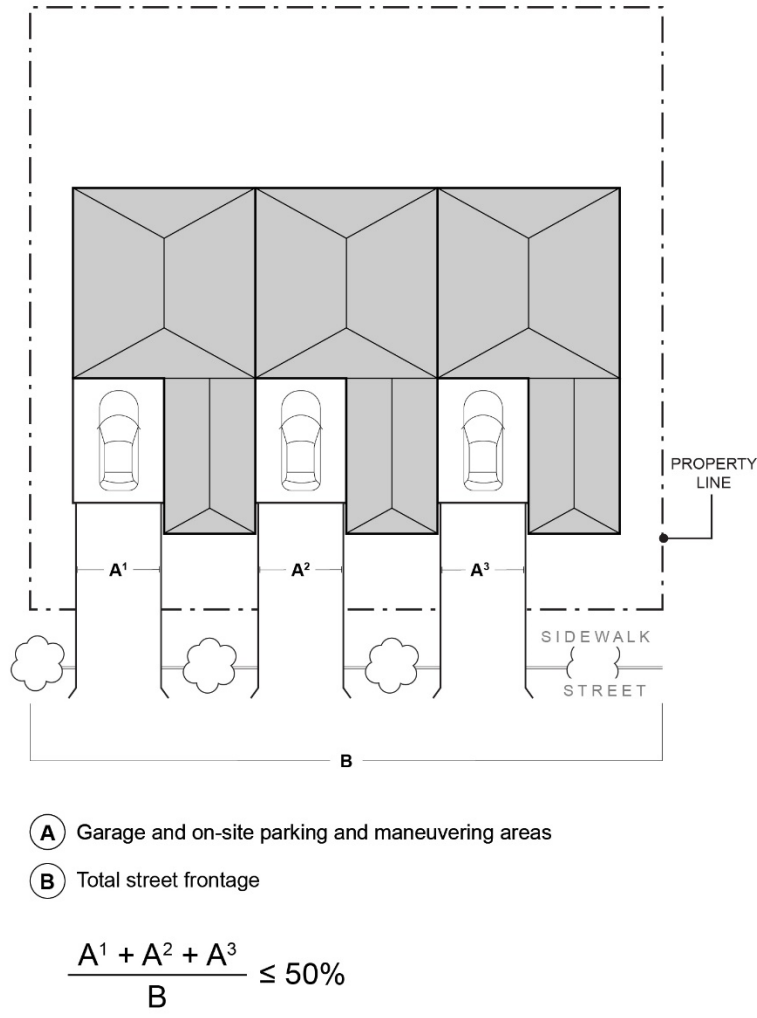 PROPERTY
LINE
A¹ A² A³
SIDEWALK
STREET
B
A Garage and on-site parking and maneuvering areas
B Total street frontage
A¹ + A² + A³
B
≤ 50%